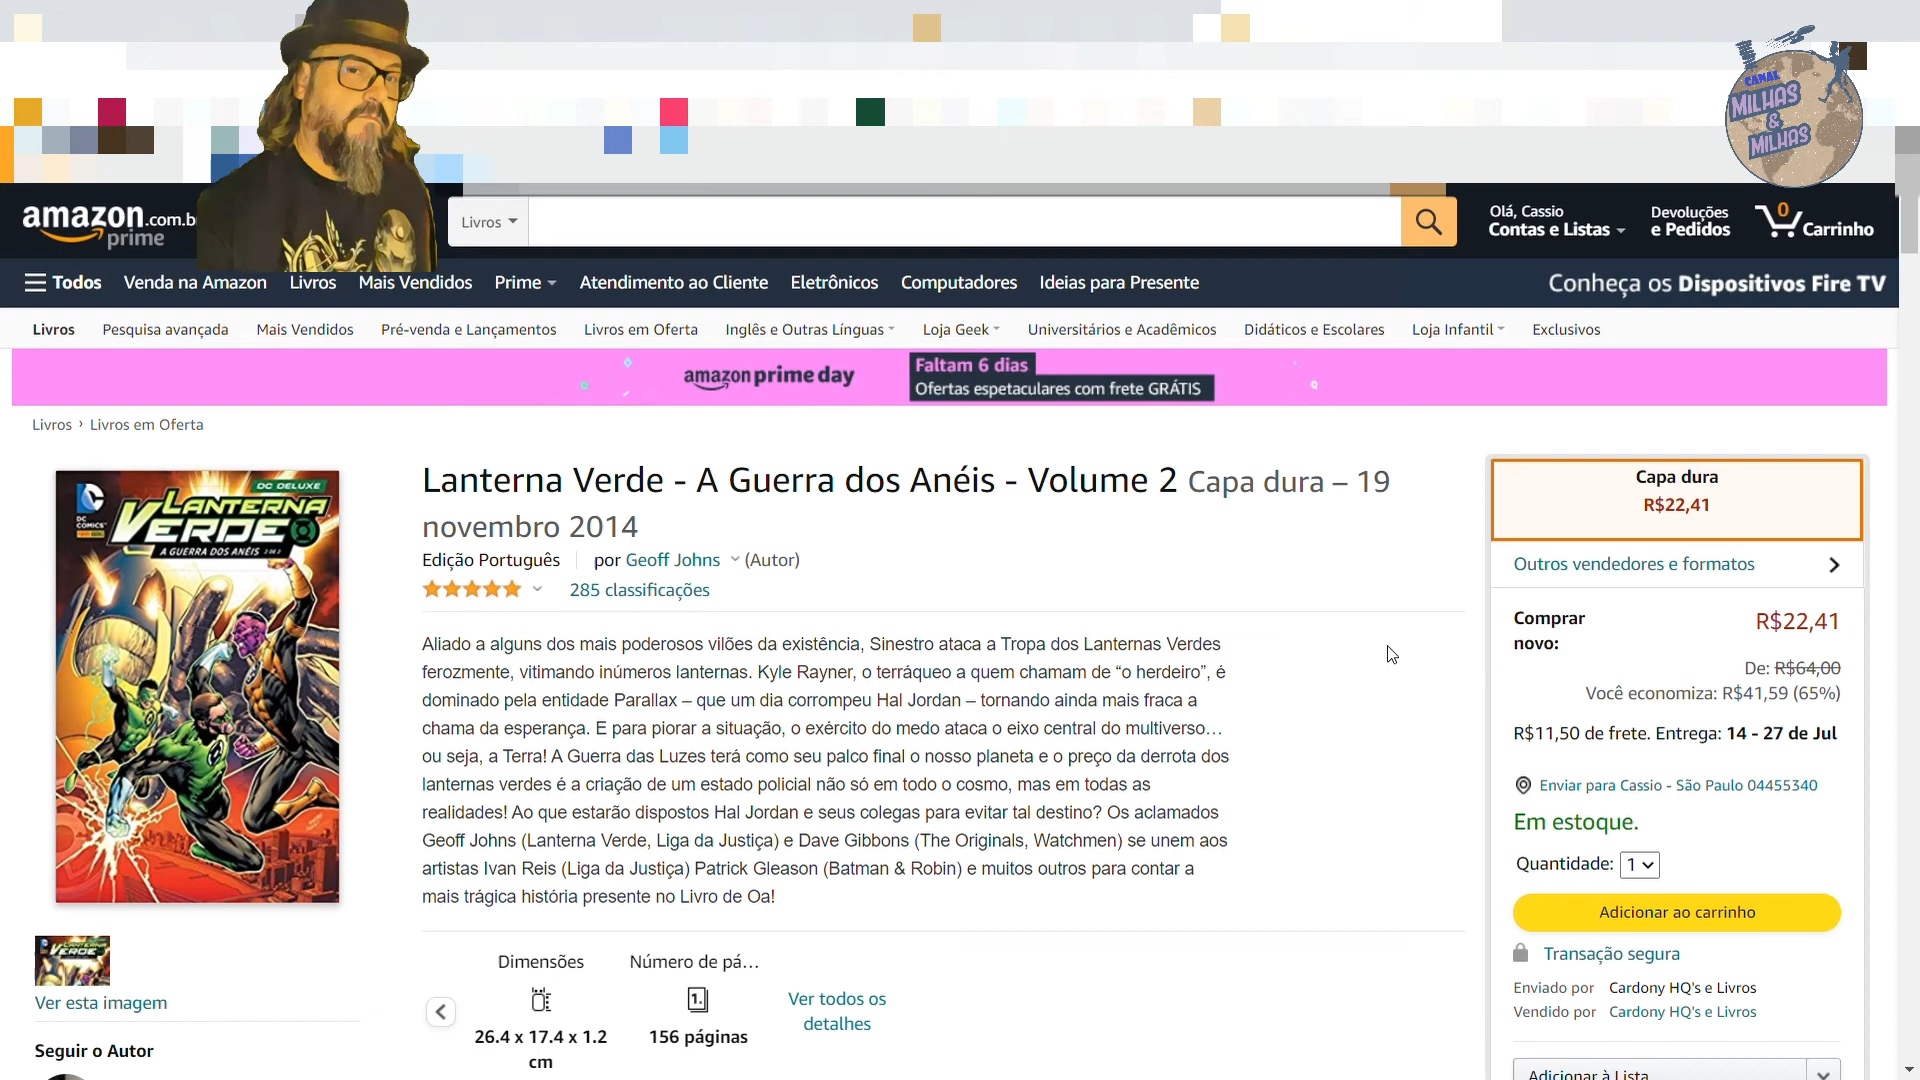 CANAL
MILHAS
&
MILHAS
amazon.com.b
prime
Livros
Olá, Cassio
Contas e Listas
Devoluções
e Pedidos
0
Carrinho
Todos
Venda na Amazon
Livros
Mais Vendidos
Prime
Atendimento ao Cliente
Eletrônicos
Computadores
Ideias para Presente
Conheça os Dispositivos Fire TV
Livros
Pesquisa avançada
Mais Vendidos
Pré-venda e Lançamentos
Livros em Oferta
Inglês e Outras Línguas
Loja Geek
Universitários e Acadêmicos
Didáticos e Escolares
Loja Infantil
Exclusivos
amazon prime day
Faltam 6 dias
Ofertas espetaculares com frete GRÁTIS
Livros › Livros em Oferta
DC DELUXE
DC
COMICS
LANTERNA
VERDE
A GUERRA DOS ANÉIS 2 DE 2
Ver esta imagem
Seguir o Autor
Lanterna Verde - A Guerra dos Anéis - Volume 2 Capa dura – 19
novembro 2014
Edição Português
por Geoff Johns (Autor)
285 classificações
Aliado a alguns dos mais poderosos vilões da existência, Sinestro ataca a Tropa dos Lanternas Verdes
ferozmente, vitimando inúmeros lanternas. Kyle Rayner, o terráqueo a quem chamam de “o herdeiro”, é
dominado pela entidade Parallax – que um dia corrompeu Hal Jordan – tornando ainda mais fraca a
chama da esperança. E para piorar a situação, o exército do medo ataca o eixo central do multiverso…
ou seja, a Terra! A Guerra das Luzes terá como seu palco final o nosso planeta e o preço da derrota dos
lanternas verdes é a criação de um estado policial não só em todo o cosmo, mas em todas as
realidades! Ao que estarão dispostos Hal Jordan e seus colegas para evitar tal destino? Os aclamados
Geoff Johns (Lanterna Verde, Liga da Justiça) e Dave Gibbons (The Originals, Watchmen) se unem aos
artistas Ivan Reis (Liga da Justiça) Patrick Gleason (Batman & Robin) e muitos outros para contar a
mais trágica história presente no Livro de Oa!
Dimensões
26.4 x 17.4 x 1.2
cm
Número de pá…
1.
156 páginas
Ver todos os
detalhes
Capa dura
R$22,41
Outros vendedores e formatos
Comprar
novo:
R$22,41
De: R$64,00
Você economiza: R$41,59 (65%)
R$11,50 de frete. Entrega: 14 - 27 de Jul
Enviar para Cassio - São Paulo 04455340
Em estoque.
Quantidade: 1
Adicionar ao carrinho
Transação segura
Enviado por Cardony HQ's e Livros
Vendido por Cardony HQ's e Livros
Adicionar à Lista